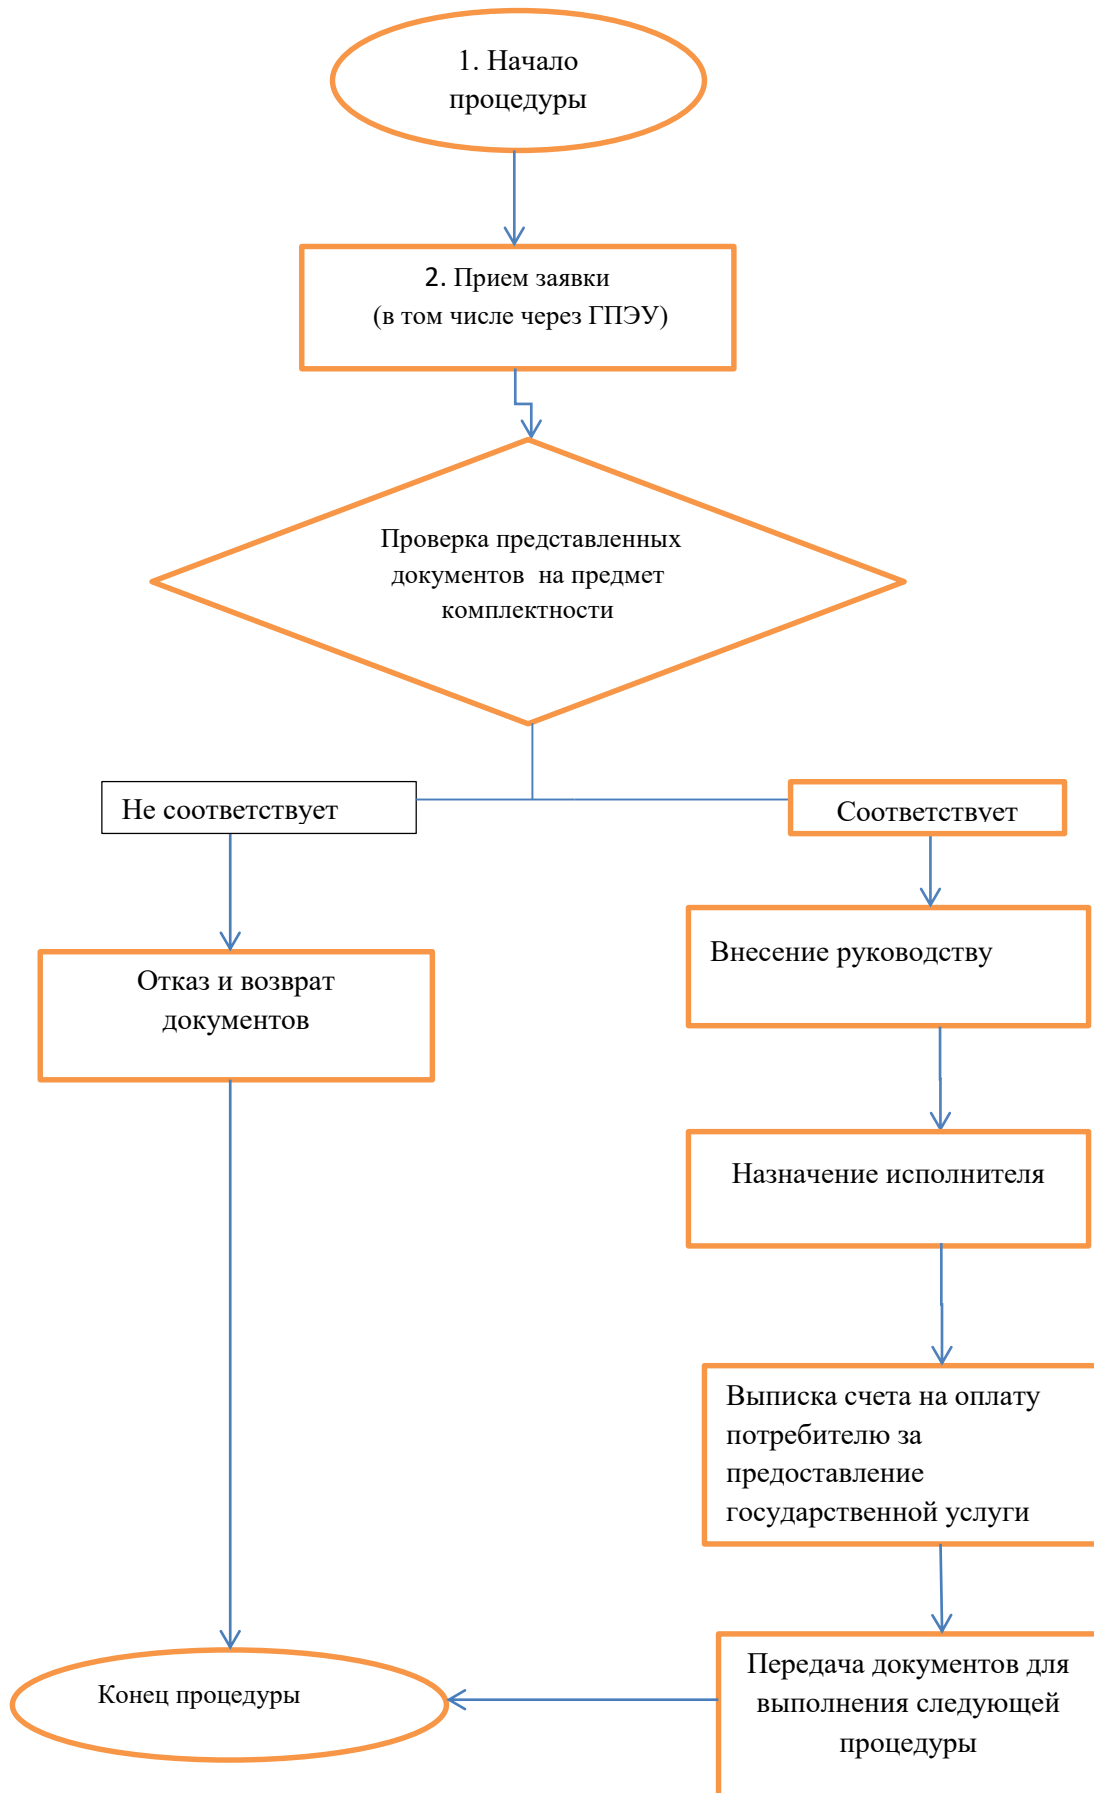 1. Начало
процедуры
2. Прием заявки
(в том числе через ГПЭУ)
Проверка представленных
документов на предмет
комплектности
Не соответствует
Соответствует
Отказ и возврат
документов
Внесение руководству
Назначение исполнителя
Выписка счета на оплату
потребителю за
предоставление
государственной услуги
Передача документов для
выполнения следующей
процедуры
Конец процедуры